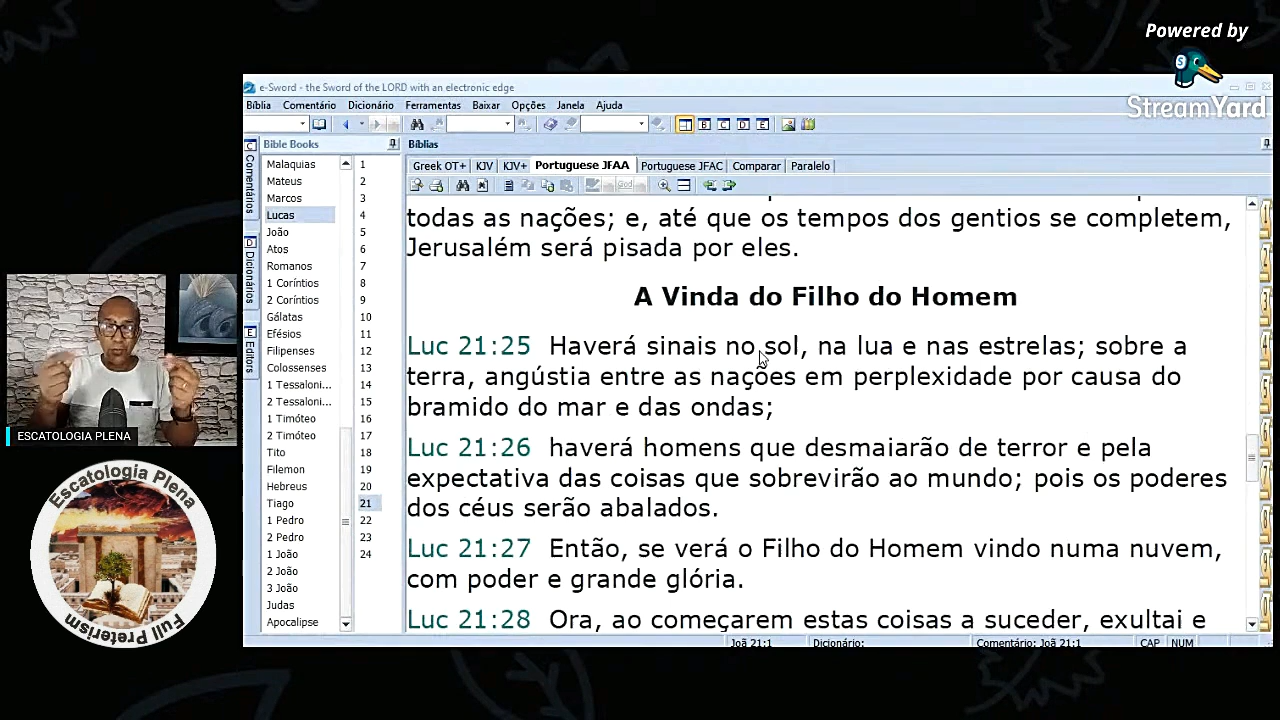 Powered by
StreamYard
e-Sword - the Sword of the LORD with an electronic edge
Bíblia Comentário Dicionário Ferramentas Baixar Opções Janela Ajuda
B C D E
Bible Books
Bíblias
Greek OT+ KJV KJV+ Portuguese JFAA Portuguese JFAC Comparar Paralelo
C Comentários
D Dicionários
E Editors
Malaquias 1
Mateus 2
Marcos 3
Lucas 4
João 5
Atos 6
Romanos 7
1 Coríntios 8
2 Coríntios 9
Gálatas 10
Efésios 11
Filipenses 12
Colossenses 13
1 Tessaloni... 14
2 Tessaloni... 15
1 Timóteo 16
2 Timóteo 17
Tito 18
Filemon 19
Hebreus 20
Tiago 21
1 Pedro 22
2 Pedro 23
1 João 24
2 João
3 João
Judas
Apocalipse
todas as nações; e, até que os tempos dos gentios se completem,
Jerusalém será pisada por eles.
A Vinda do Filho do Homem
Luc 21:25 Haverá sinais no sol, na lua e nas estrelas; sobre a
terra, angústia entre as nações em perplexidade por causa do
bramido do mar e das ondas;
Luc 21:26 haverá homens que desmaiarão de terror e pela
expectativa das coisas que sobrevirão ao mundo; pois os poderes
dos céus serão abalados.
Luc 21:27 Então, se verá o Filho do Homem vindo numa nuvem,
com poder e grande glória.
Luc 21:28 Ora, ao começarem estas coisas a suceder, exultai e
Joã 21:1 Dicionário: Comentário: Joã 21:1 CAP NUM
ESCATOLOGIA PLENA
Escatologia Plena
Full Preterism